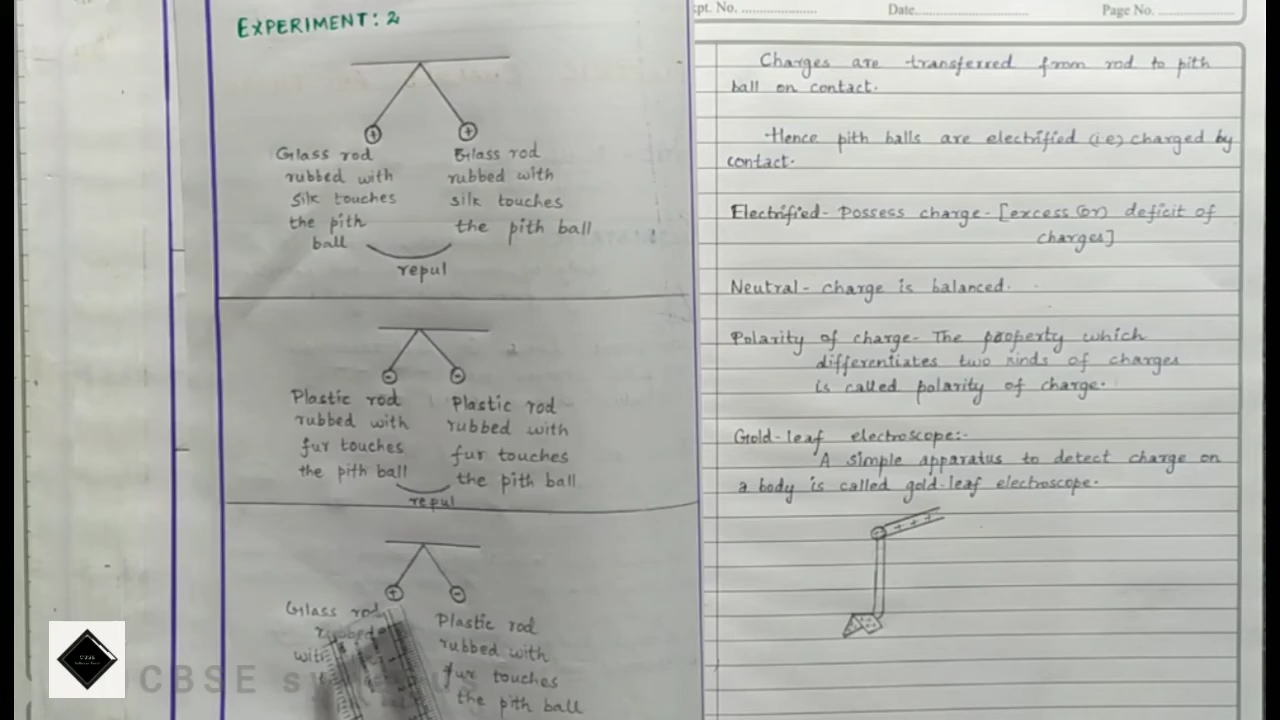 EXPERIMENT: 2
Glass rod
rubbed with
silk touches
the pith
ball
Glass rod
rubbed with
silk touches
the pith ball
repul
Plastic rod
rubbed with
fur touches
the pith ball
Plastic rod
rubbed with
fur touches
the pith ball
repul
Glass rod
rubbed
with
Plastic rod
rubbed with
fur touches
the pith ball
CBSE
pt. No. Date Page No.
Charges are transferred from rod to pith
ball on contact.
Hence pith balls are electrified (i.e) charged by
contact.
Electrified - Possess charge - [excess (or) deficit of
charges]
Neutral - charge is balanced.
Polarity of charge - The property which
differentiates two kinds of charges
is called polarity of charge.
Gold-leaf electroscope:-
A simple apparatus to detect charge on
a body is called gold-leaf electroscope.